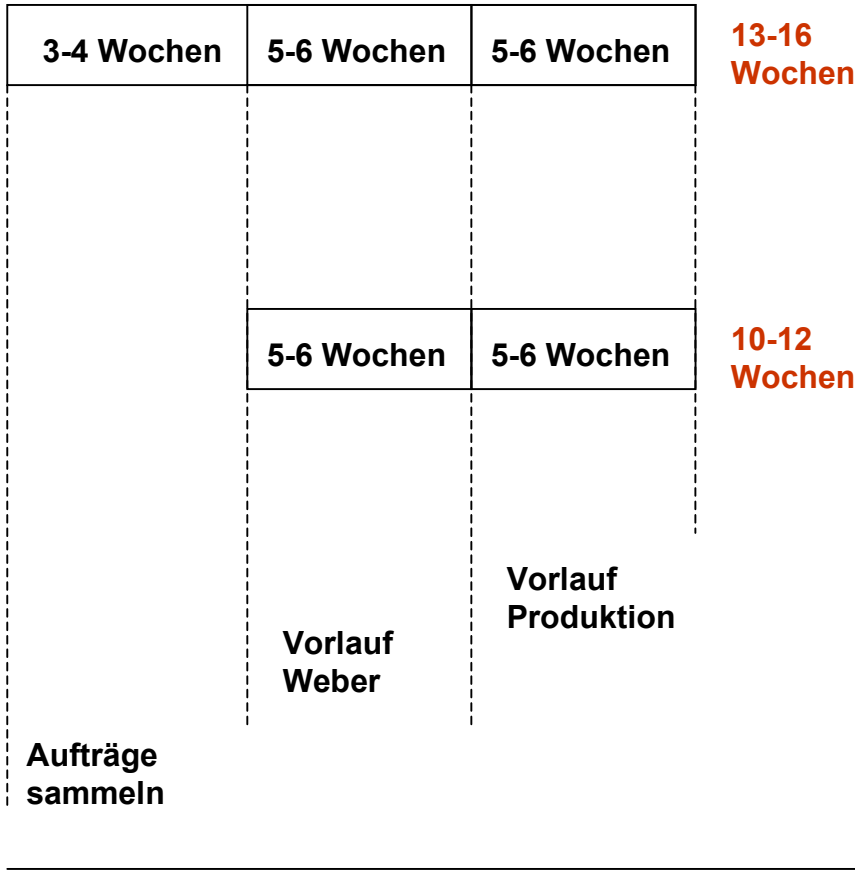 3-4 Wochen
5-6 Wochen
5-6 Wochen
13-16
Wochen
5-6 Wochen
5-6 Wochen
10-12
Wochen
Vorlauf
Produktion
Vorlauf
Weber
Aufträge
sammeln